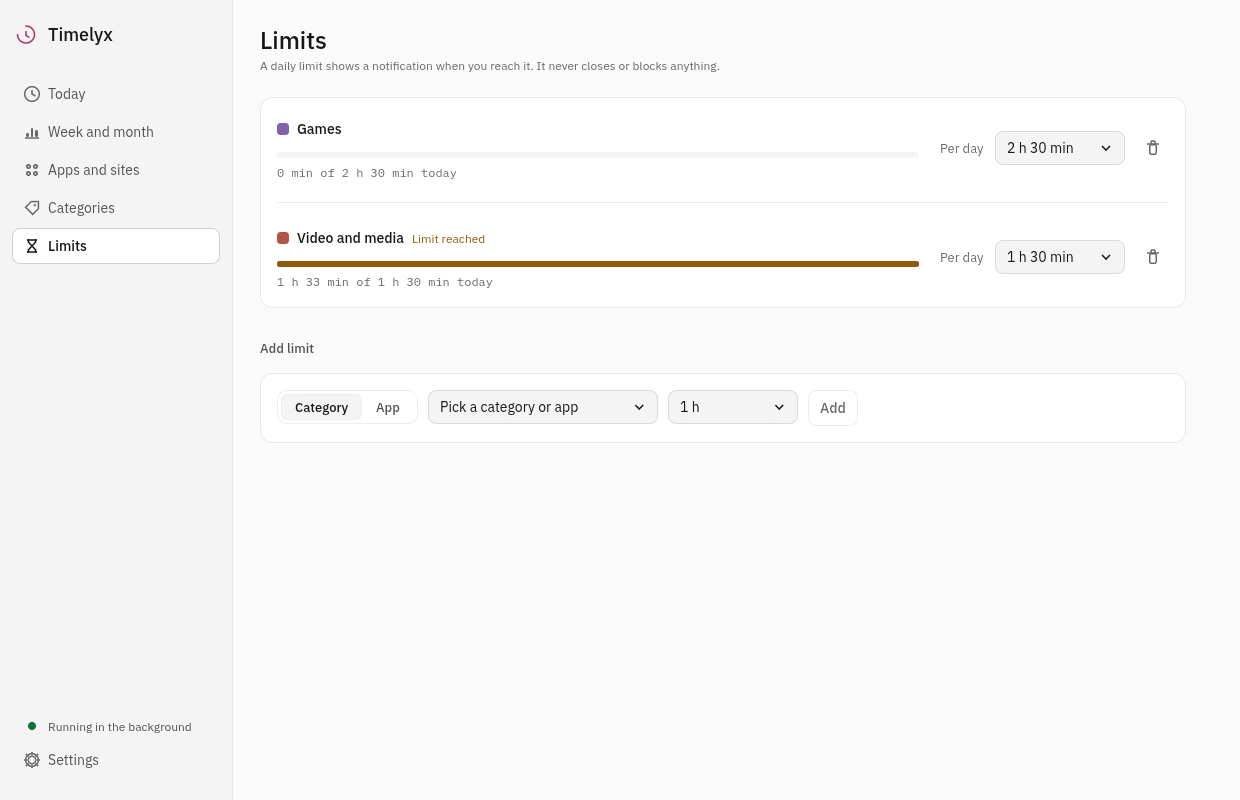 Timelyx
Today
Week and month
Apps and sites
Categories
Limits
Running in the background
Settings
Limits
A daily limit shows a notification when you reach it. It never closes or blocks anything.
Games
0 min of 2 h 30 min today
Per day
2 h 30 min
Video and media Limit reached
1 h 33 min of 1 h 30 min today
Per day
1 h 30 min
Add limit
Category App Pick a category or app 1 h Add